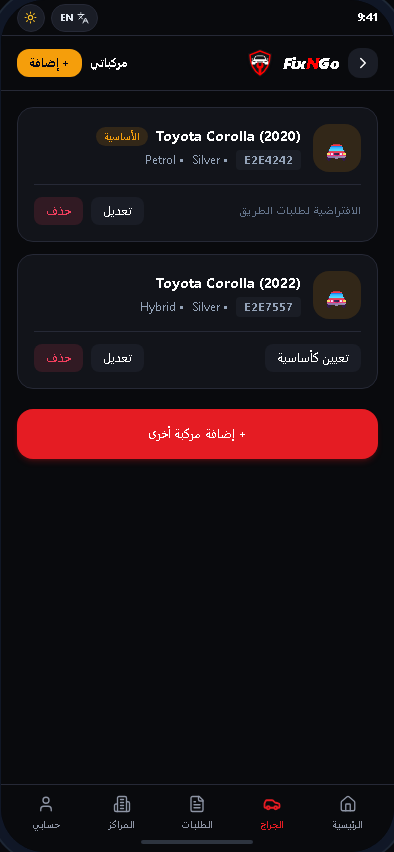 9:41
EN
FixNGo
مركباتي
+ إضافة
Toyota Corolla (2020)
الأساسية
E2E4242 • Silver • Petrol
الافتراضية لطلبات الطريق
تعديل
حذف
Toyota Corolla (2022)
E2E7557 • Silver • Hybrid
تعيين كأساسية
تعديل
حذف
+ إضافة مركبة أخرى
الرئيسية
الجراج
الطلبات
المراكز
حسابي